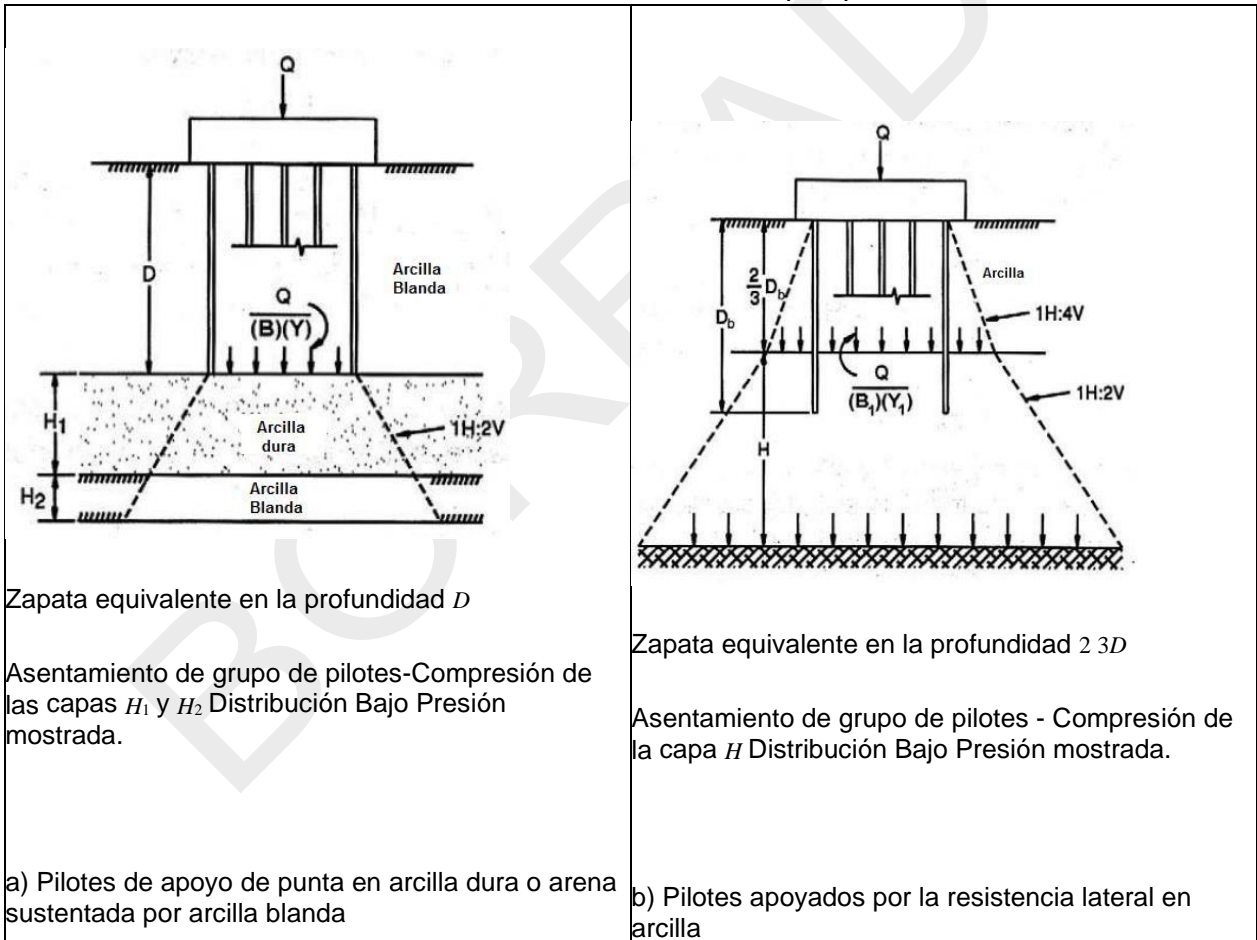 Q
D
Arcilla
Blanda
Q
(B)(Y)
H1
Arcilla
dura
1H:2V
H2
Arcilla
Blanda
Zapata equivalente en la profundidad D
Asentamiento de grupo de pilotes-Compresión de
las capas H1 y H2 Distribución Bajo Presión
mostrada.
a) Pilotes de apoyo de punta en arcilla dura o arena
sustentada por arcilla blanda
Q
2
3 Db
Db
Arcilla
1H:4V
Q
(B1)(Y1)
1H:2V
H
Zapata equivalente en la profundidad 2 3D
Asentamiento de grupo de pilotes - Compresión de
la capa H Distribución Bajo Presión mostrada.
b) Pilotes apoyados por la resistencia lateral en
arcilla